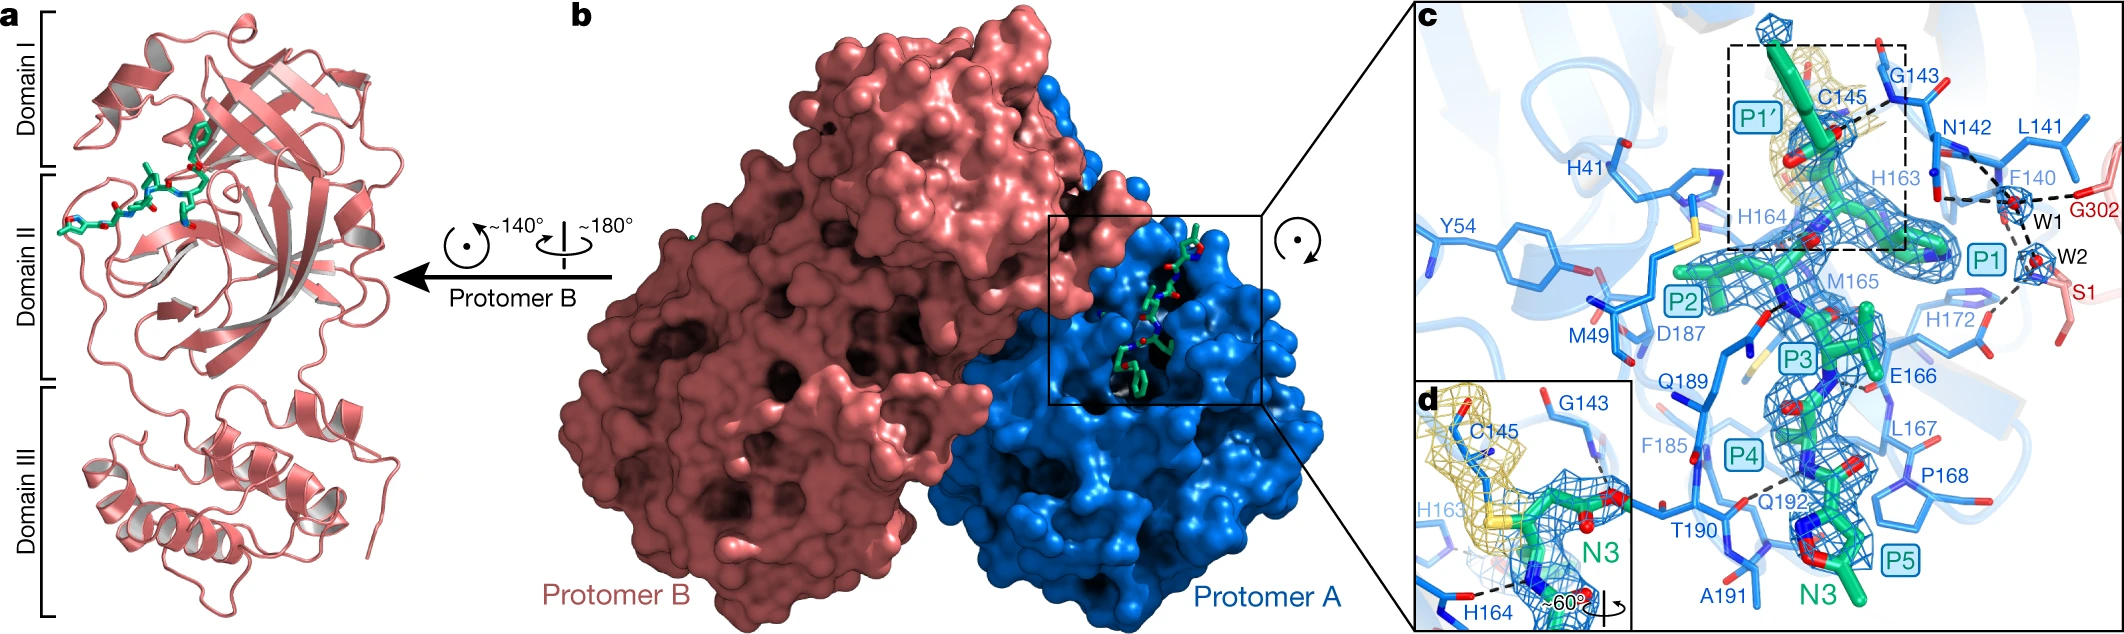 a
Domain I
Domain II
Domain III
~140°
~180°
Protomer B
b
Protomer B
Protomer A
c
P1′
C145
G143
N142
L141
H41
H163
F140
G302
W1
Y54
H164
P1
W2
P2
M165
S1
M49
D187
H172
P3
Q189
E166
F185
P4
L167
Q192
P168
T190
P5
A191
N3
d
G143
C145
H163
N3
H164
~60°